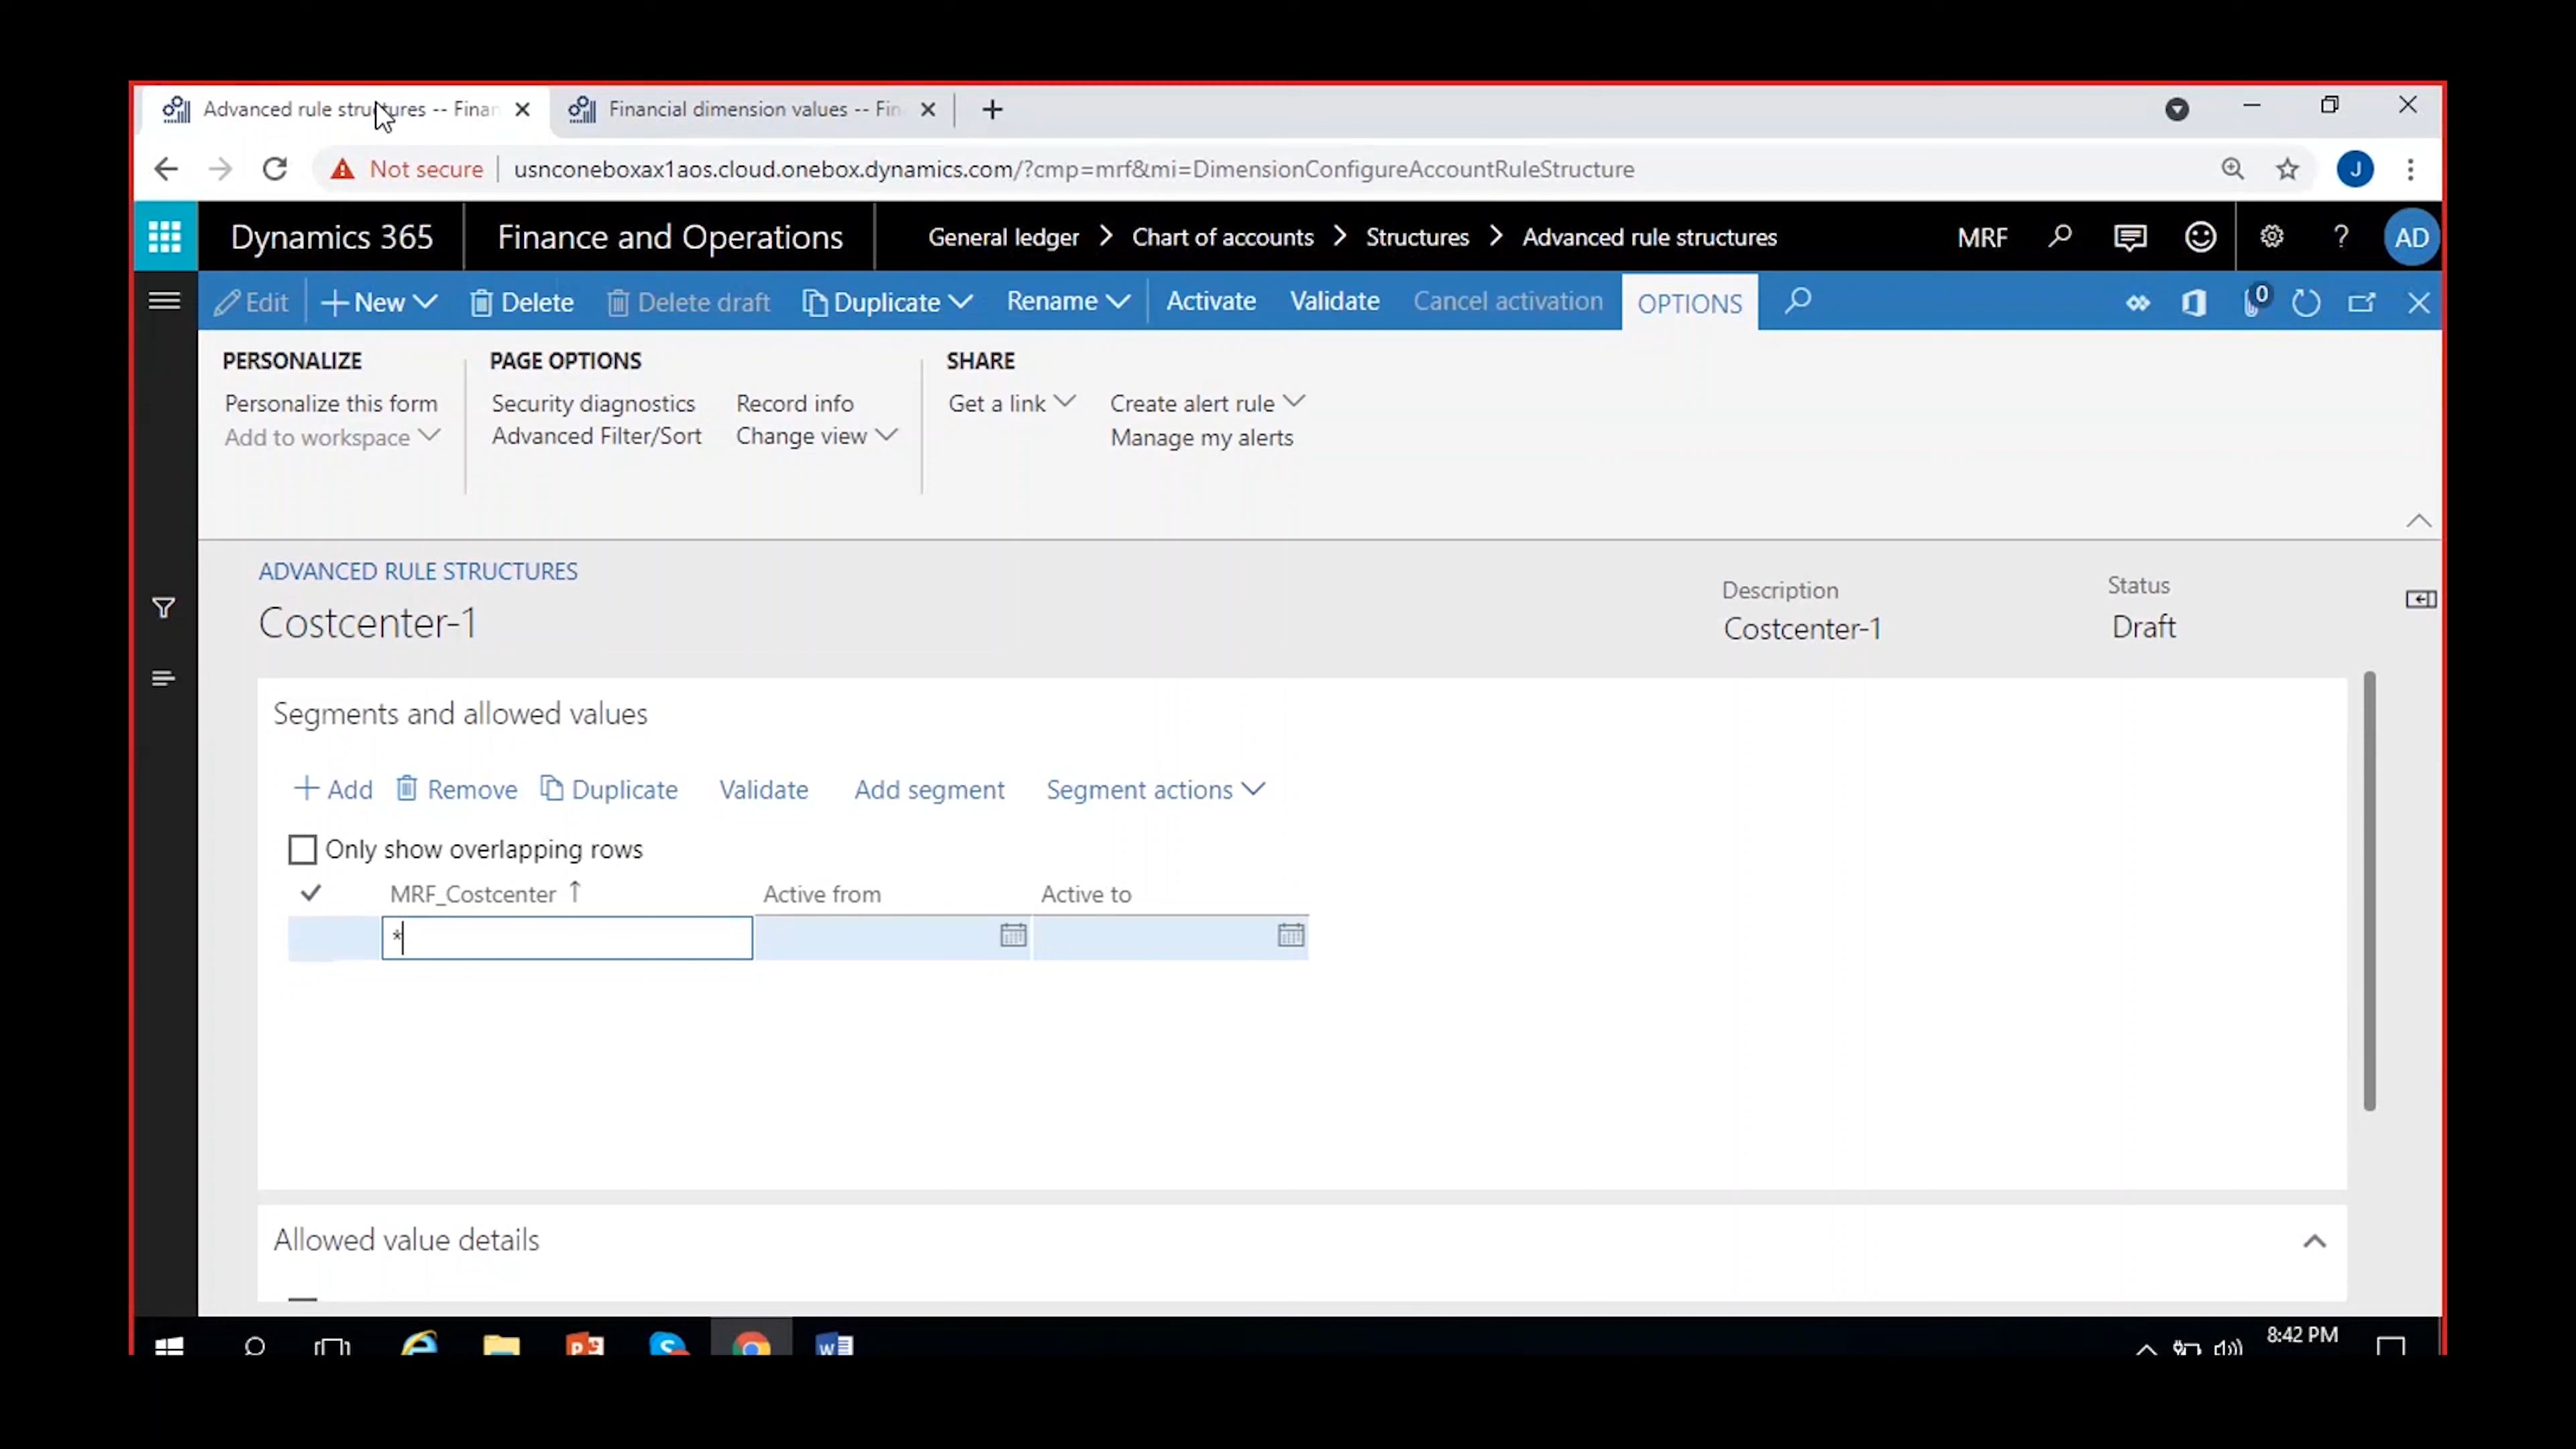 Advanced rule structures -- Finan
Financial dimension values -- Fin
Not secure
usnconeboxax1aos.cloud.onebox.dynamics.com/?cmp=mrf&mi=DimensionConfigureAccountRuleStructure
J
Dynamics 365
Finance and Operations
General ledger > Chart of accounts > Structures > Advanced rule structures
MRF
?
AD
Edit
+ New
Delete
Delete draft
Duplicate
Rename
Activate
Validate
Cancel activation
OPTIONS
0
PERSONALIZE
Personalize this form
Add to workspace
PAGE OPTIONS
Security diagnostics
Record info
Advanced Filter/Sort
Change view
SHARE
Get a link
Create alert rule
Manage my alerts
ADVANCED RULE STRUCTURES
Costcenter-1
Description
Costcenter-1
Status
Draft
Segments and allowed values
+ Add
Remove
Duplicate
Validate
Add segment
Segment actions
Only show overlapping rows
MRF_Costcenter ↑
Active from
Active to
*
Allowed value details
8:42 PM